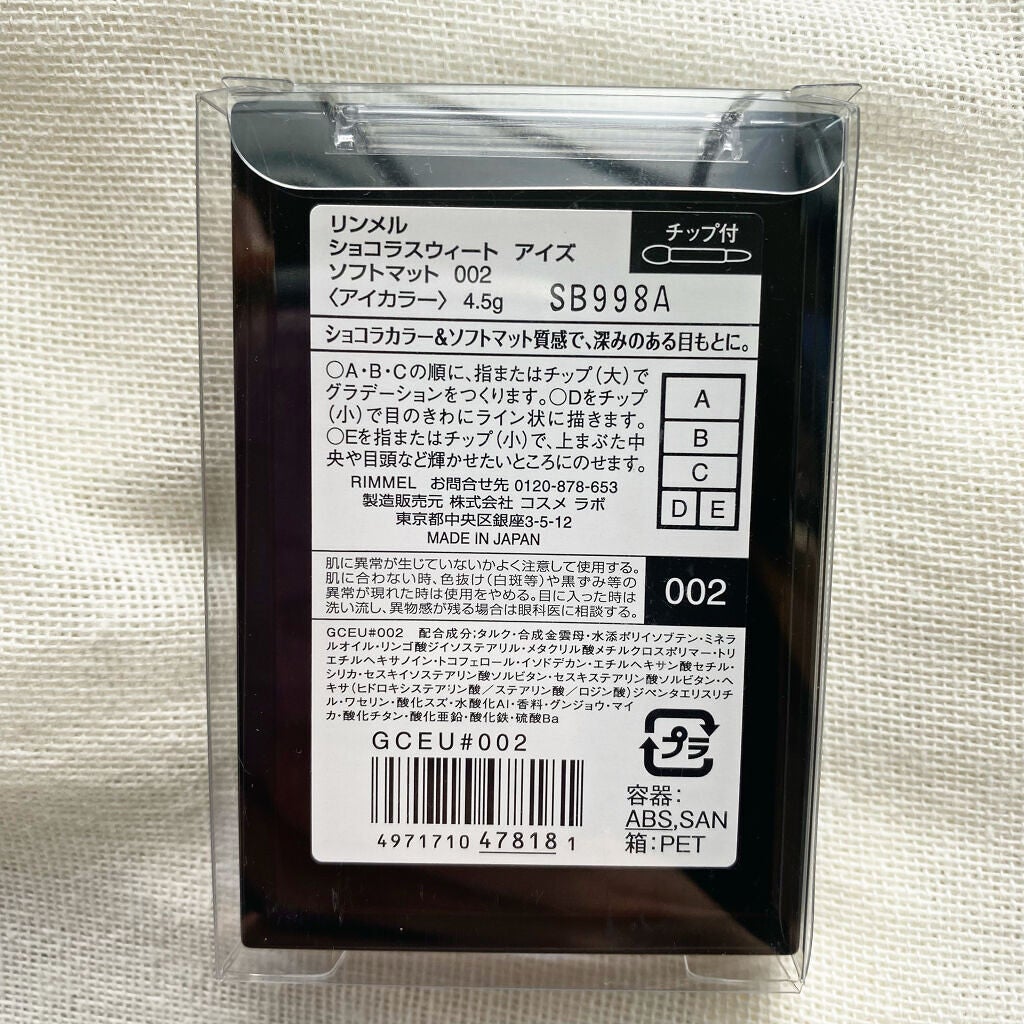 リンメル
ショコラスウィート アイズ
ソフトマット 002
〈アイカラー〉 4.5g
チップ付
SB998A
ショコラカラー&ソフトマット質感で、深みのある目もとに。
○A・B・Cの順に、指またはチップ(大)で
グラデーションをつくります。○Dをチップ
(小)で目のきわにライン状に描きます。
○Eを指またはチップ(小)で、上まぶた中
央や目頭など輝かせたいところにのせます。
A
B
C
D E
RIMMEL お問合せ先 0120-878-653
製造販売元 株式会社 コスメ ラボ
東京都中央区銀座3-5-12
MADE IN JAPAN
肌に異常が生じていないかよく注意して使用する。
肌に合わない時、色抜け(白斑等)や黒ずみ等の
異常が現れた時は使用をやめる。目に入った時は
洗い流し、異物感が残る場合は眼科医に相談する。
002
GCEU#002 配合成分;タルク・合成金雲母・水添ポリイソブテン・ミネラ
ルオイル・リンゴ酸ジイソステアリル・メタクリル酸メチルクロスポリマー・トリ
エチルヘキサノイン・トコフェロール・イソドデカン・エチルヘキサン酸セチル・
シリカ・セスキイソステアリン酸ソルビタン・セスキステアリン酸ソルビタン・ヘ
キサ(ヒドロキシステアリン酸/ステアリン酸/ロジン酸)ジペンタエリスリチ
ル・ワセリン・酸化スズ・水酸化Al・香料・グンジョウ・マイ
カ・酸化チタン・酸化亜鉛・酸化鉄・硫酸Ba
GCEU#002
4971710 47818 1
プラ
容器:
ABS,SAN
箱:PET